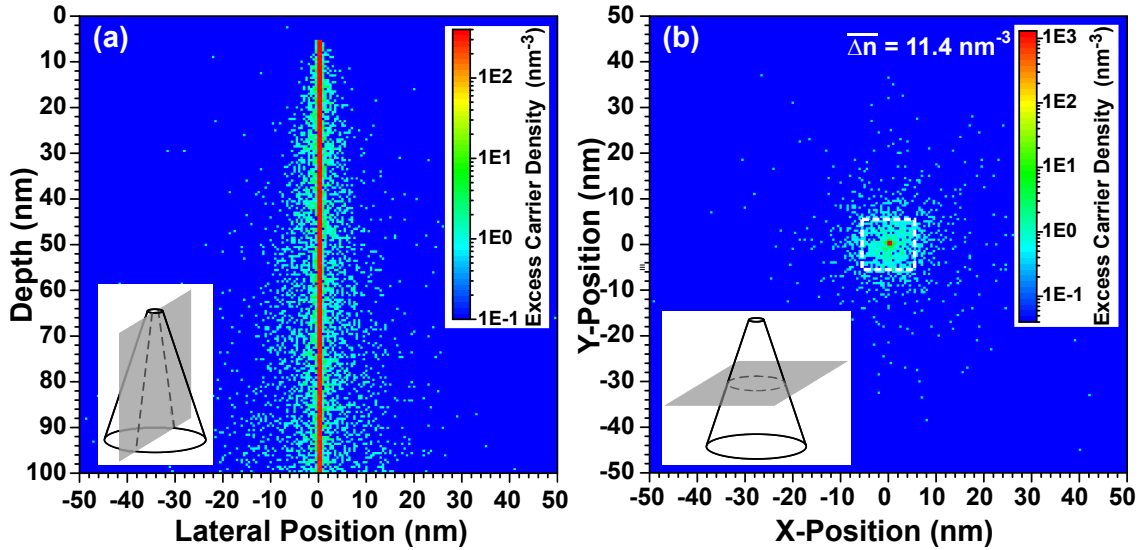 (a)
0
10
20
30
40
50
60
70
80
90
100
Depth (nm)
-50 -40 -30 -20 -10 0 10 20 30 40 50
Lateral Position (nm)
1E2
1E1
1E0
1E-1
Excess Carrier Density (nm-3)
(b)
Δn = 11.4 nm-3
50
40
30
20
10
0
-10
-20
-30
-40
-50
Y-Position (nm)
-50 -40 -30 -20 -10 0 10 20 30 40 50
X-Position (nm)
1E3
1E2
1E1
1E0
1E-1
Excess Carrier Density (nm-3)